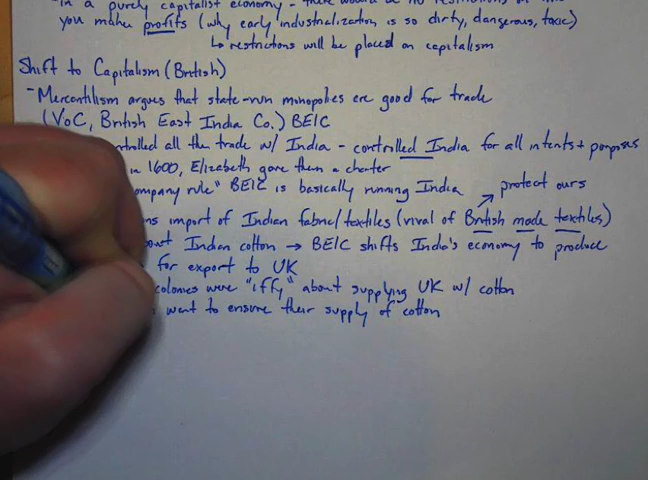 in a purely capitalist economy -
you make profits (why early industrialization is so dirty, dangerous, toxic)
↳ restrictions will be placed on capitalism
Shift to Capitalism (British)
- Mercantilism argues that state-run monopolies are good for trade
(VOC, British East India Co.) BEIC
all the trade w/ India - controlled India for all intents + purposes
in 1600, Elizabeth gave them a charter
rule" BEIC is basically running India
protect ours
import of Indian fabric/textiles (rival of British made textiles)
Indian cotton → BEIC shifts India's economy to produce
for export to UK
colonies were "iffy" about supplying UK w/ cotton
want to ensure their supply of cotton